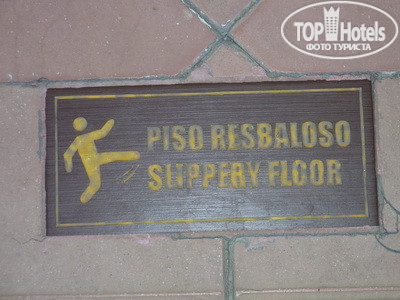 TOP Hotels
ФОТО ТУРИСТА
PISO RESBALOSO
SLIPPERY FLOOR